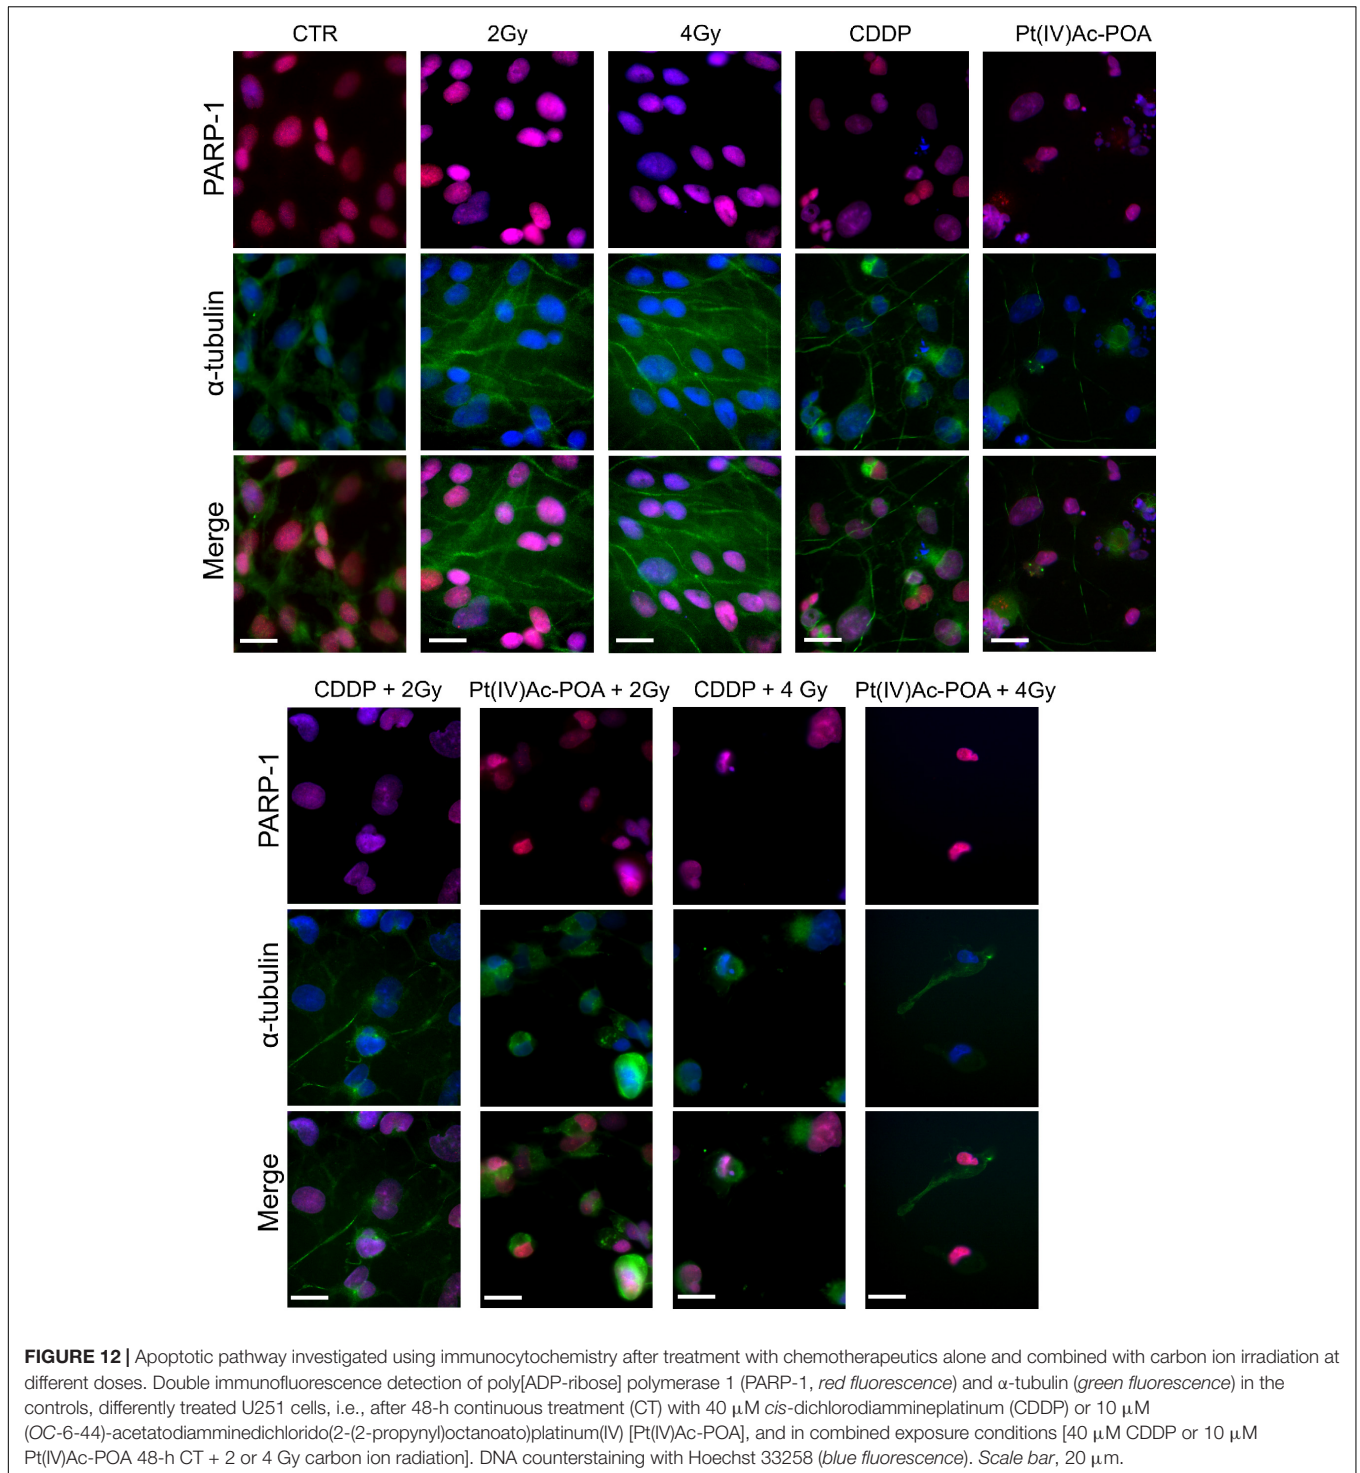 CTR 2Gy 4Gy CDDP Pt(IV)Ac-POA
PARP-1
α-tubulin
Merge
CDDP + 2Gy Pt(IV)Ac-POA + 2Gy CDDP + 4 Gy Pt(IV)Ac-POA + 4Gy
PARP-1
α-tubulin
Merge
FIGURE 12 | Apoptotic pathway investigated using immunocytochemistry after treatment with chemotherapeutics alone and combined with carbon ion irradiation at
different doses. Double immunofluorescence detection of poly[ADP-ribose] polymerase 1 (PARP-1, red fluorescence) and α-tubulin (green fluorescence) in the
controls, differently treated U251 cells, i.e., after 48-h continuous treatment (CT) with 40 μM cis-dichlorodiammineplatinum (CDDP) or 10 μM
(OC-6-44)-acetatodiamminedichlorido(2-(2-propynyl)octanoato)platinum(IV) [Pt(IV)Ac-POA], and in combined exposure conditions [40 μM CDDP or 10 μM
Pt(IV)Ac-POA 48-h CT + 2 or 4 Gy carbon ion radiation]. DNA counterstaining with Hoechst 33258 (blue fluorescence). Scale bar, 20 μm.